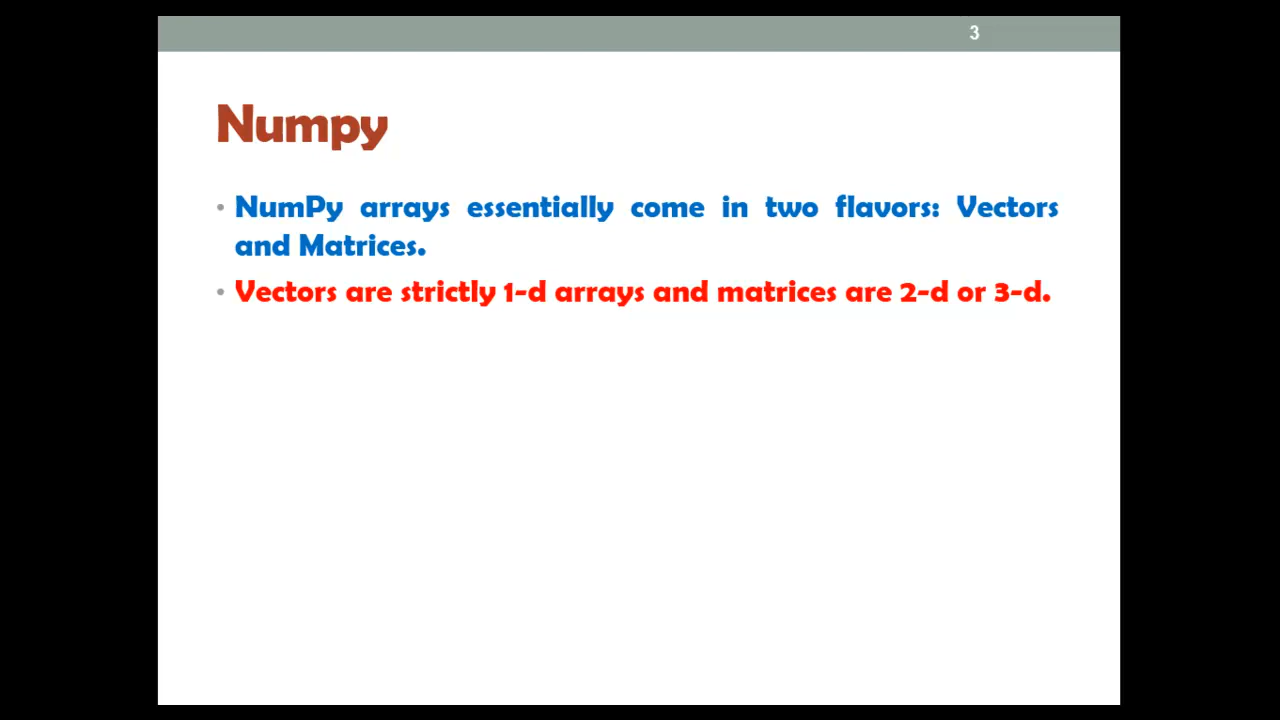 3
Numpy
• NumPy arrays essentially come in two flavors: Vectors
and Matrices.
• Vectors are strictly 1-d arrays and matrices are 2-d or 3-d.